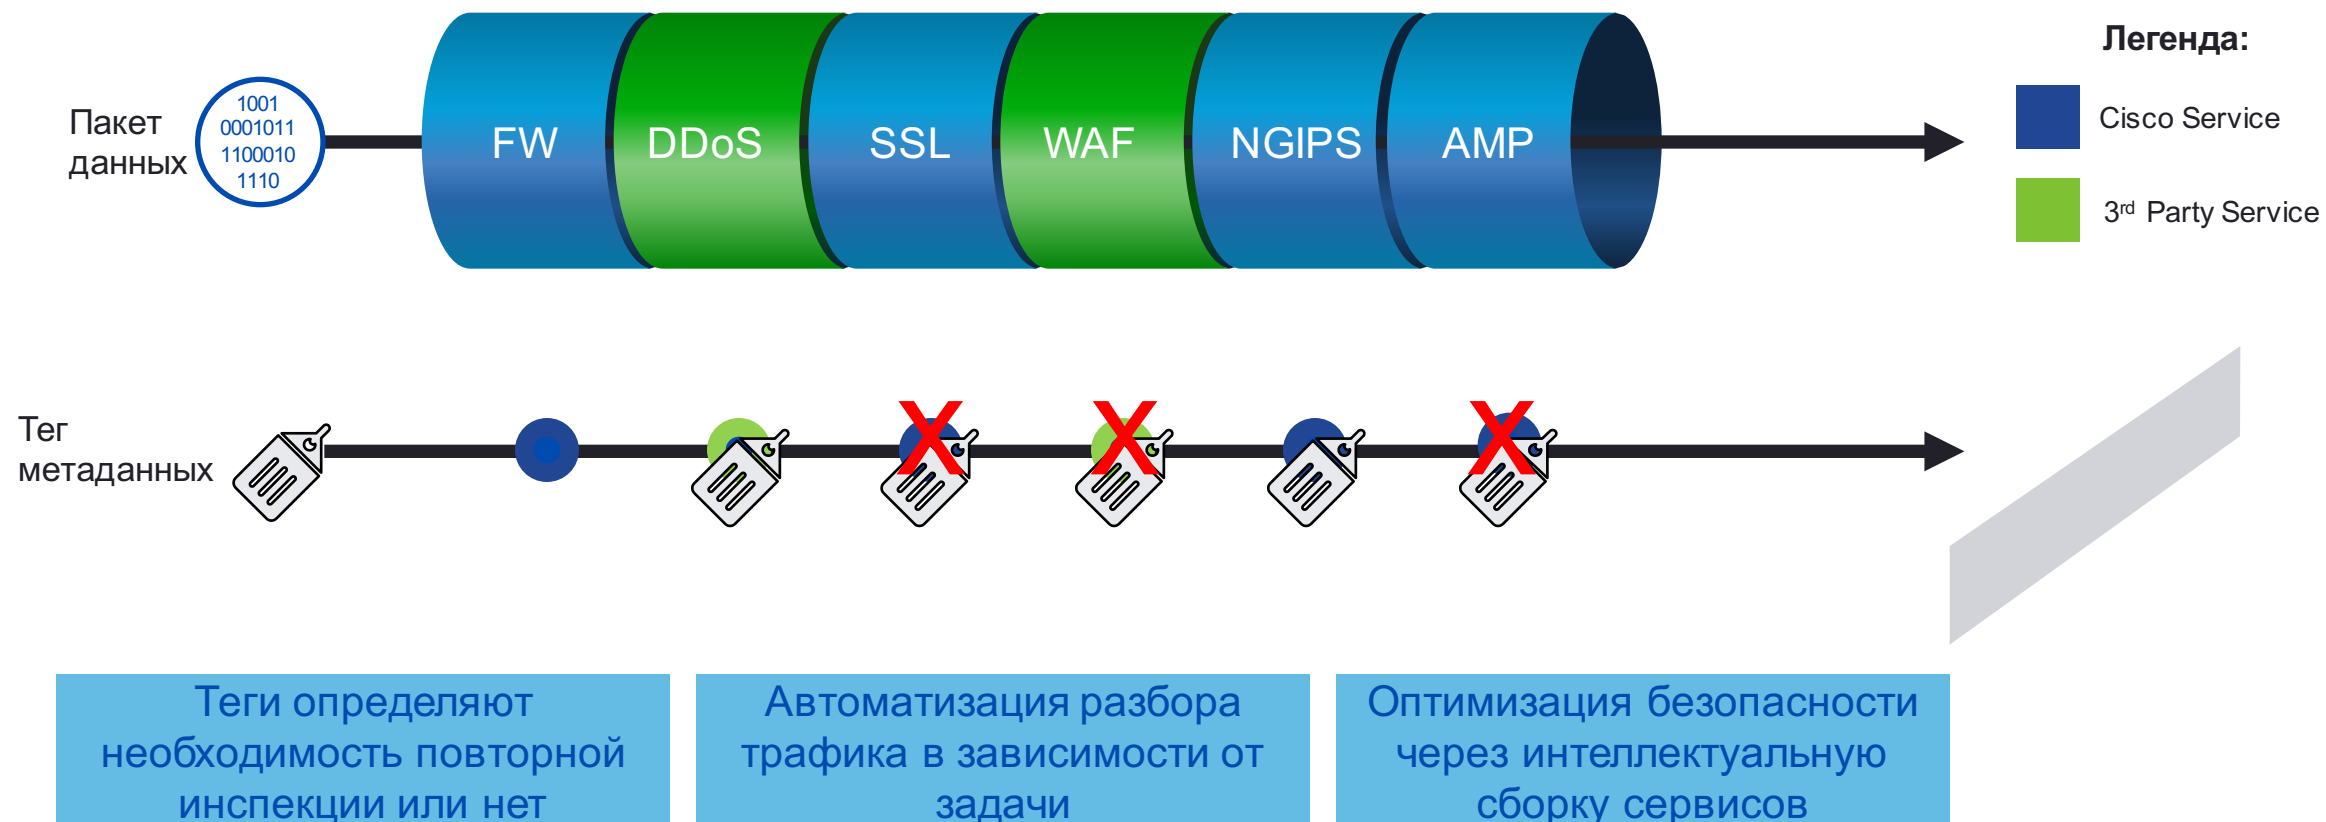 Легенда:
Cisco Service
3rd Party Service
Пакет
данных
1001
0001011
1100010
1110
FW
DDoS
SSL
WAF
NGIPS
AMP
Тег
метаданных
X
X
X
Теги определяют
необходимость повторной
инспекции или нет
Автоматизация разбора
трафика в зависимости от
задачи
Оптимизация безопасности
через интеллектуальную
сборку сервисов